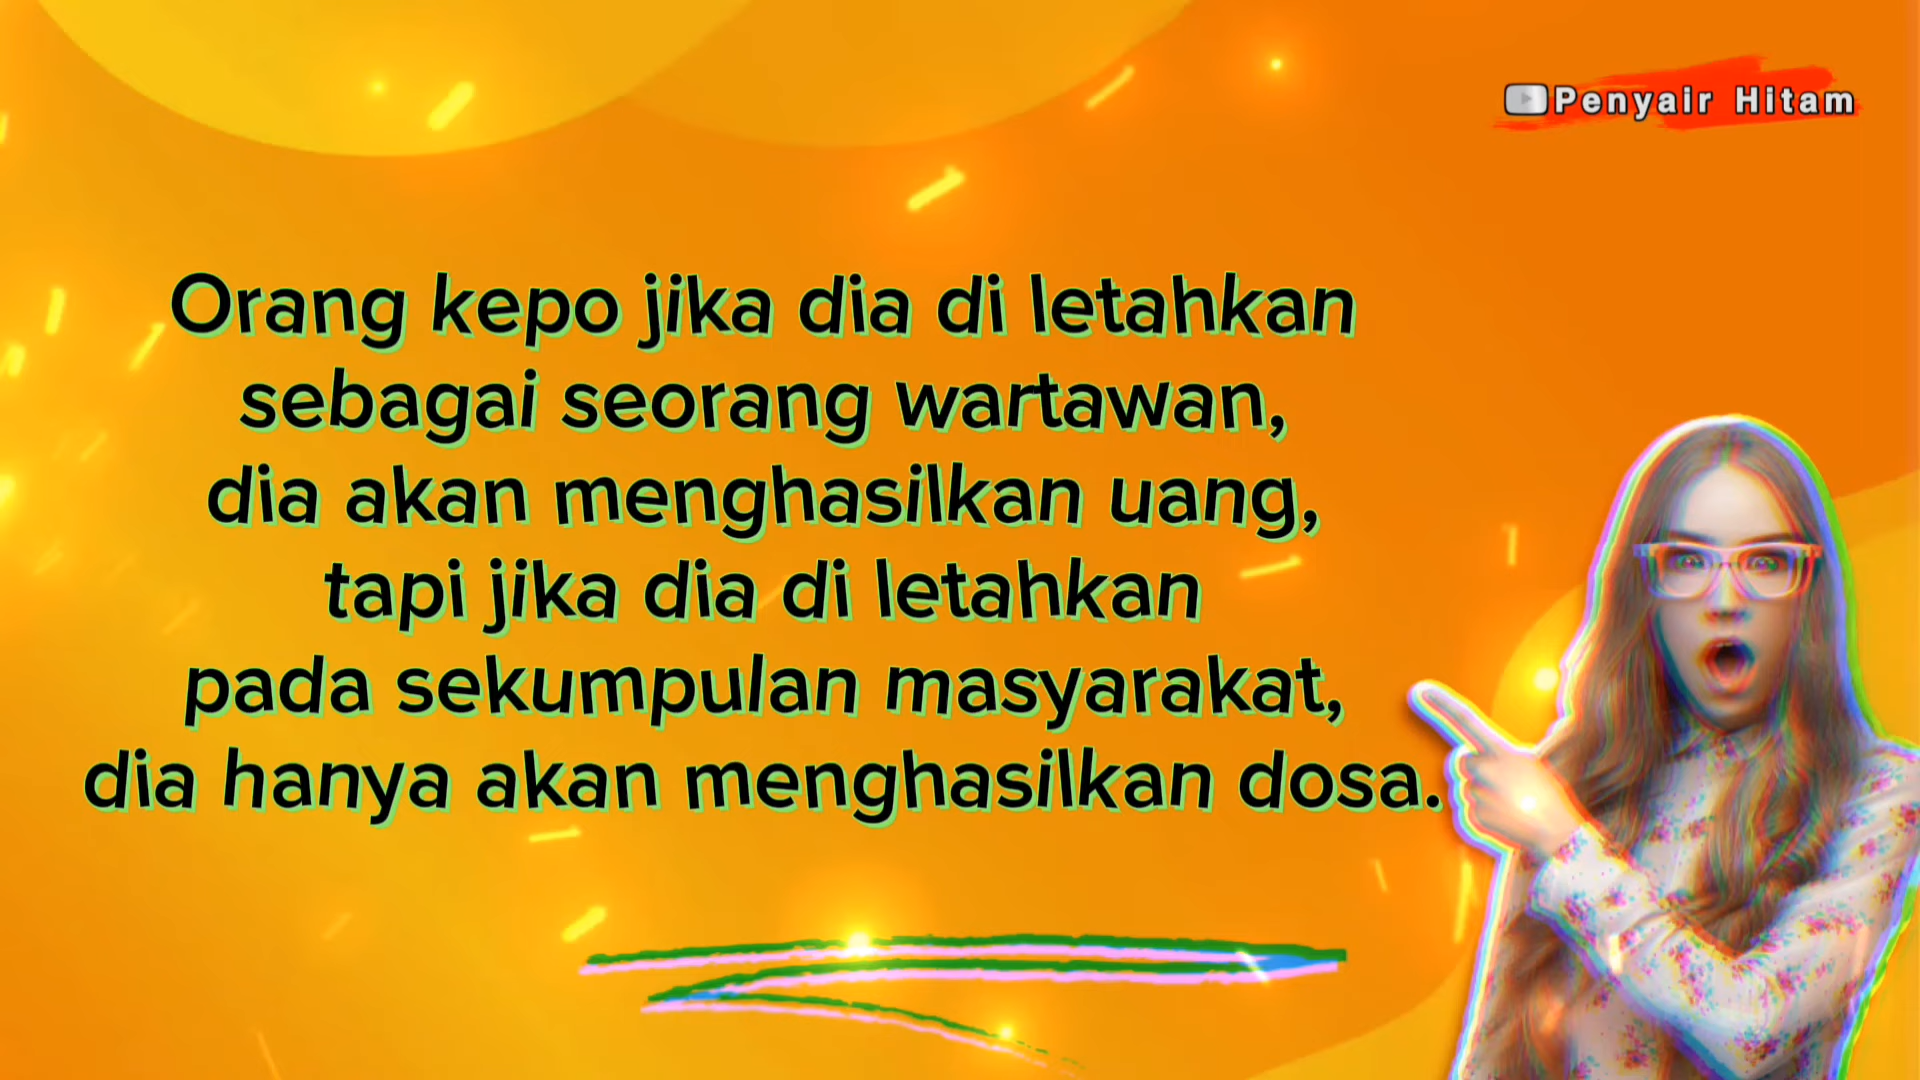 Penyair Hitam
Orang kepo jika dia di letahkan
sebagai seorang wartawan,
dia akan menghasilkan uang,
tapi jika dia di letahkan
pada sekumpulan masyarakat,
dia hanya akan menghasilkan dosa.